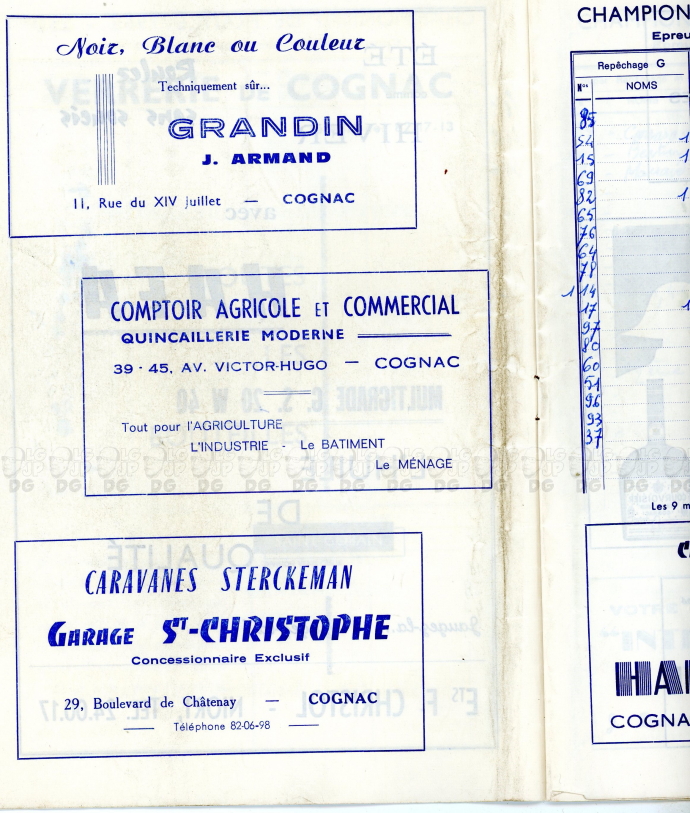 Noir, Blanc ou Couleur
Techniquement sûr...
GRANDIN
J. ARMAND
11, Rue du XIV juillet — COGNAC
COMPTOIR AGRICOLE ET COMMERCIAL
QUINCAILLERIE MODERNE
39 - 45, AV. VICTOR-HUGO — COGNAC
Tout pour l'AGRICULTURE
L'INDUSTRIE - Le BATIMENT
Le MÉNAGE
CARAVANES STERCKEMAN
GARAGE ST-CHRISTOPHE
Concessionnaire Exclusif
29, Boulevard de Châtenay — COGNAC
Téléphone 82-06-98
CHAMPION
Epreu
Repêchage G
Nos NOMS
85
54
15
69
82
65
76
64
78
1 14
17
97
80
60
51
96
93
37
Les 9 m
HA
COGNA